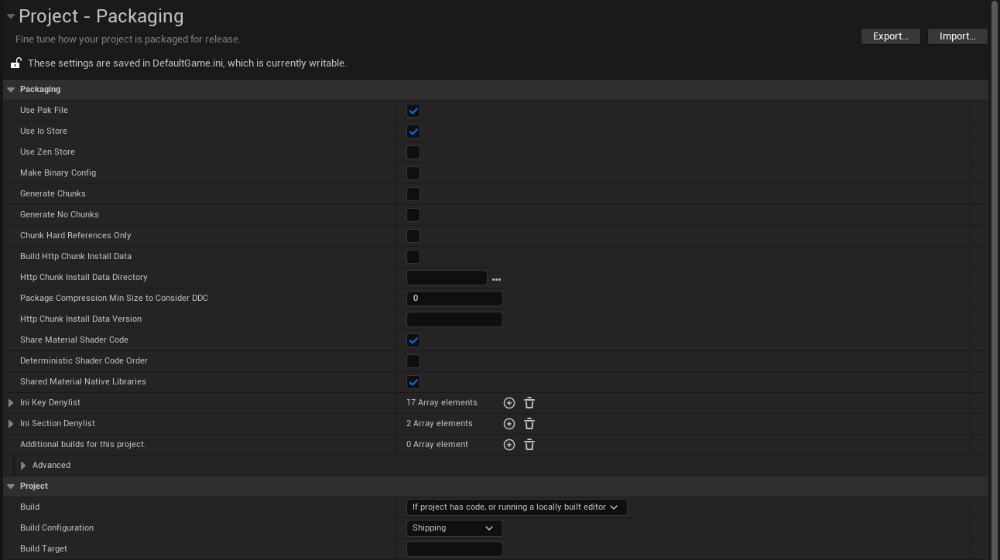 Project - Packaging
Fine tune how your project is packaged for release.
Export...
Import...
These settings are saved in DefaultGame.ini, which is currently writable.
Packaging
Use Pak File
Use Io Store
Use Zen Store
Make Binary Config
Generate Chunks
Generate No Chunks
Chunk Hard References Only
Build Http Chunk Install Data
Http Chunk Install Data Directory
Package Compression Min Size to Consider DDC 0
Http Chunk Install Data Version
Share Material Shader Code
Deterministic Shader Code Order
Shared Material Native Libraries
Ini Key Denylist 17 Array elements
Ini Section Denylist 2 Array elements
Additional builds for this project. 0 Array element
Advanced
Project
Build If project has code, or running a locally built editor
Build Configuration Shipping
Build Target